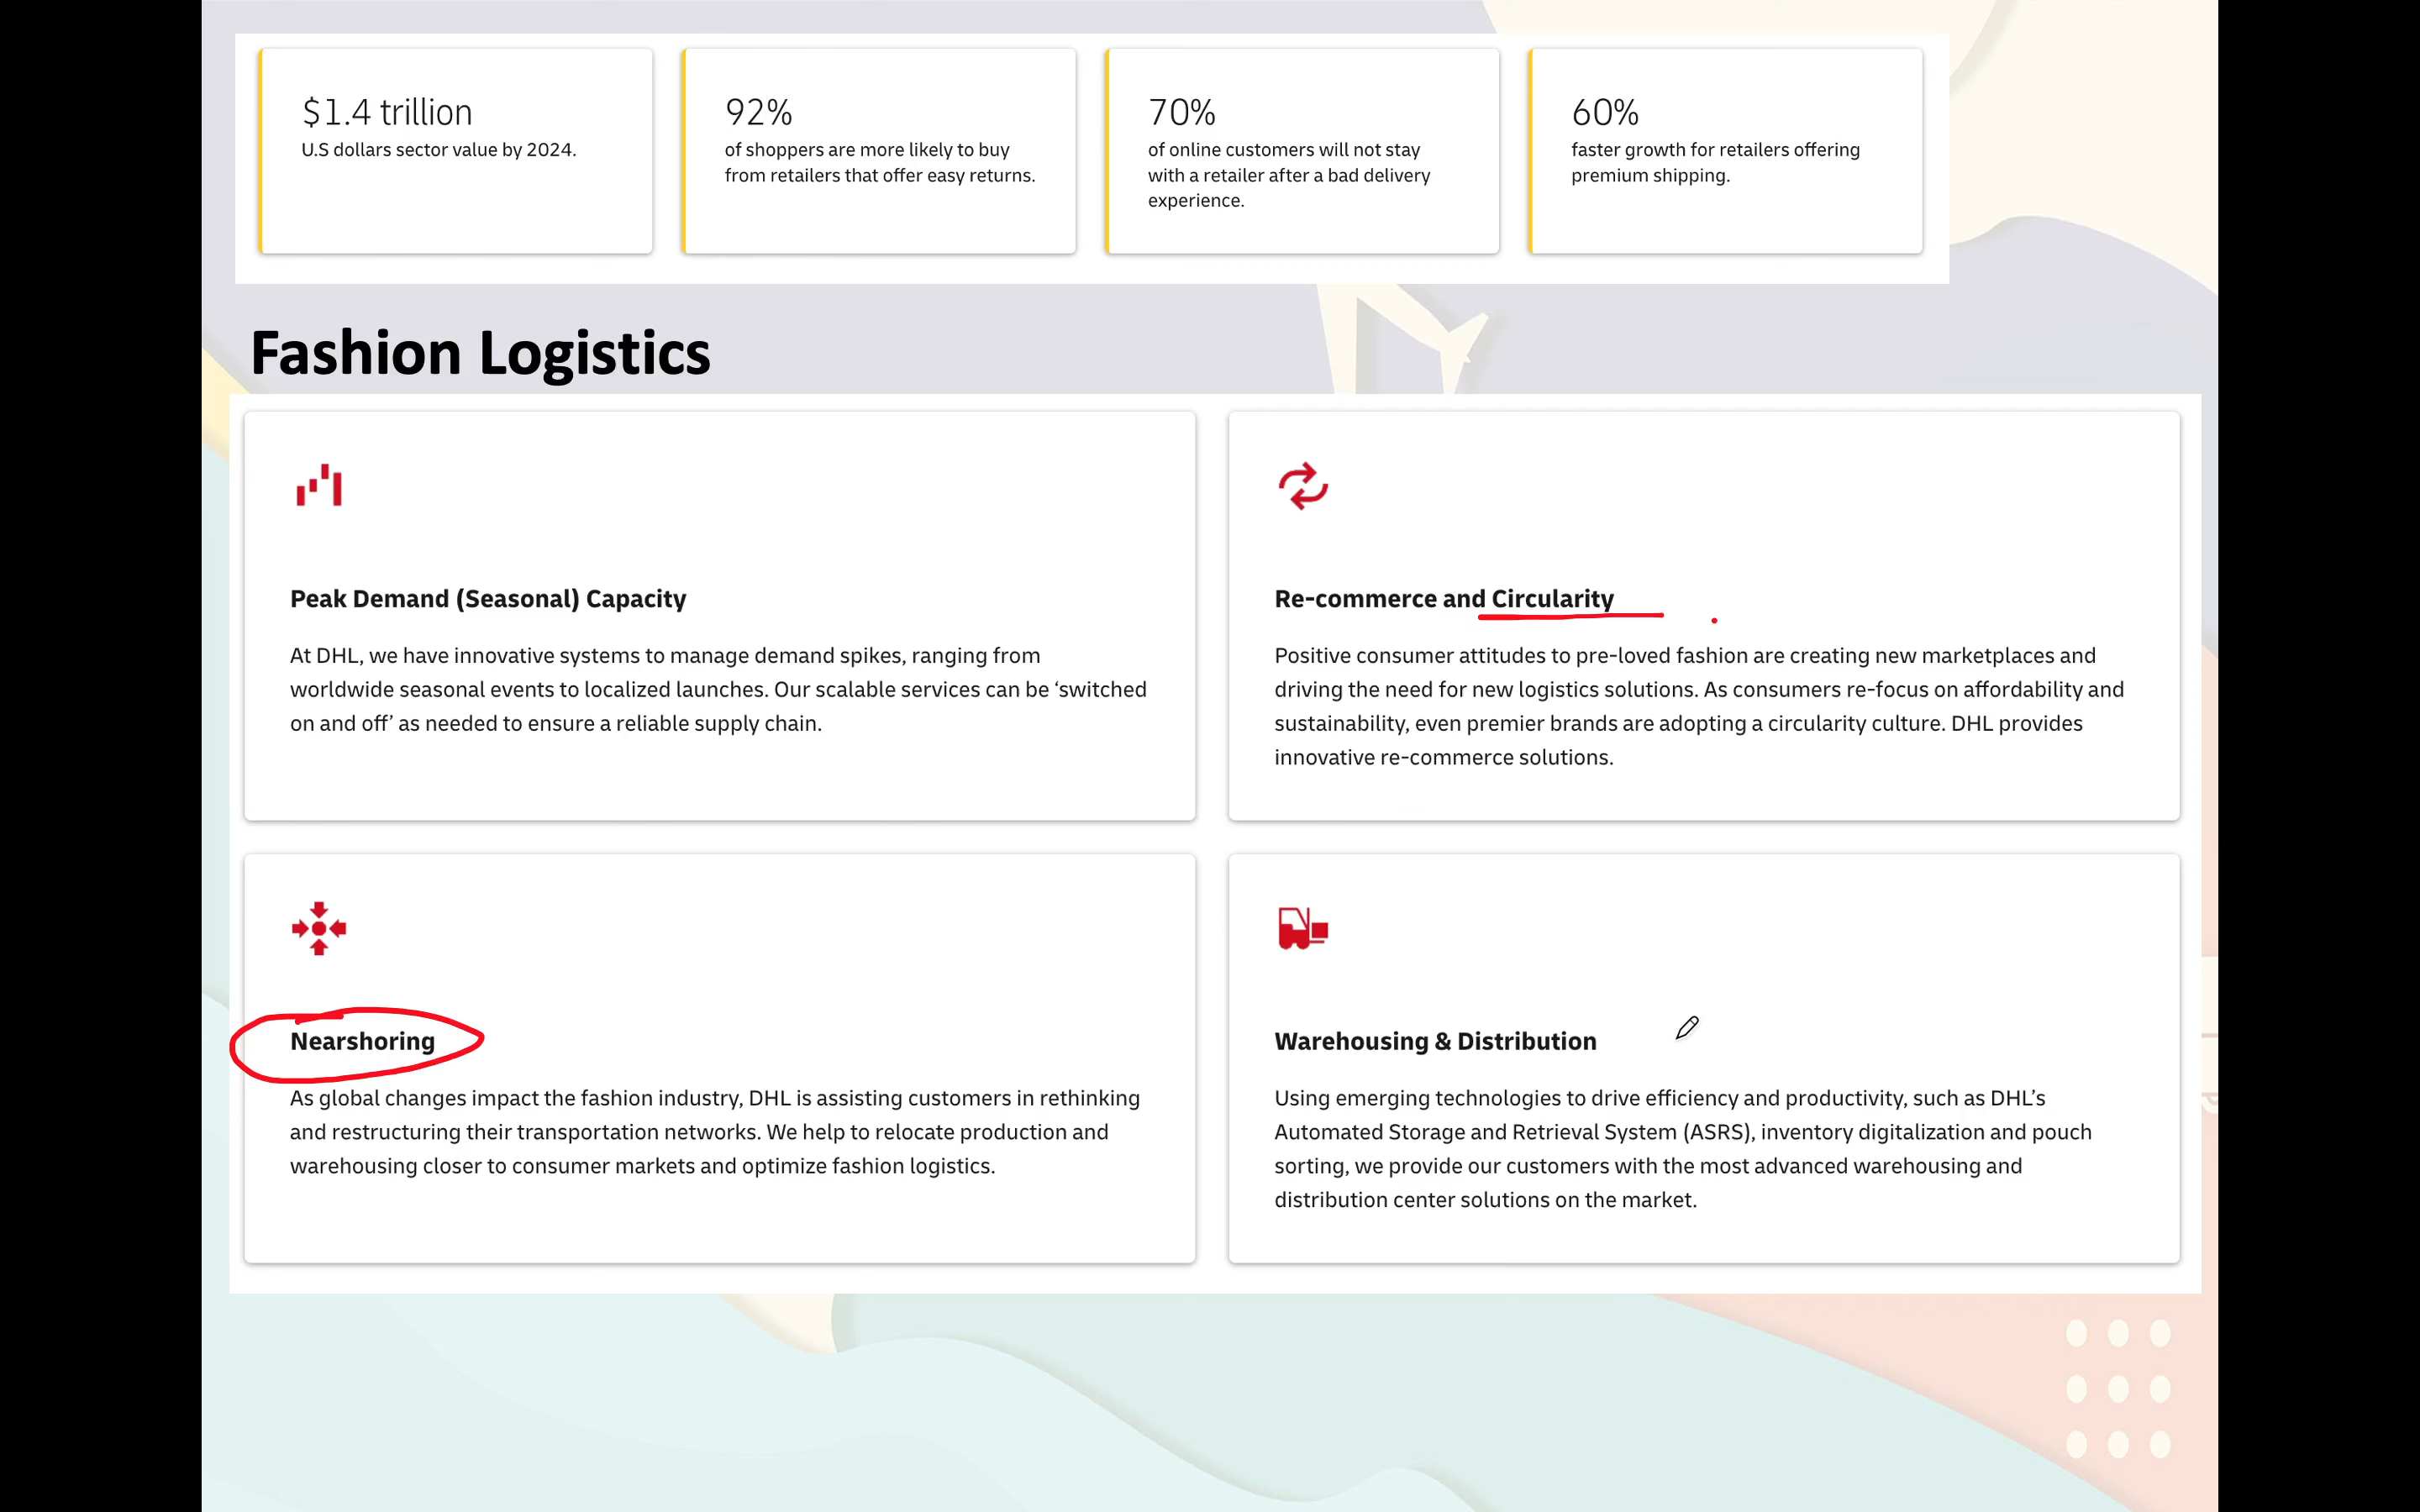 $1.4 trillion
U.S dollars sector value by 2024.
92%
of shoppers are more likely to buy
from retailers that offer easy returns.
70%
of online customers will not stay
with a retailer after a bad delivery
experience.
60%
faster growth for retailers offering
premium shipping.
Fashion Logistics
Peak Demand (Seasonal) Capacity
At DHL, we have innovative systems to manage demand spikes, ranging from
worldwide seasonal events to localized launches. Our scalable services can be ‘switched
on and off’ as needed to ensure a reliable supply chain.
Re-commerce and Circularity
Positive consumer attitudes to pre-loved fashion are creating new marketplaces and
driving the need for new logistics solutions. As consumers re-focus on affordability and
sustainability, even premier brands are adopting a circularity culture. DHL provides
innovative re-commerce solutions.
Nearshoring
As global changes impact the fashion industry, DHL is assisting customers in rethinking
and restructuring their transportation networks. We help to relocate production and
warehousing closer to consumer markets and optimize fashion logistics.
Warehousing & Distribution
Using emerging technologies to drive efficiency and productivity, such as DHL’s
Automated Storage and Retrieval System (ASRS), inventory digitalization and pouch
sorting, we provide our customers with the most advanced warehousing and
distribution center solutions on the market.